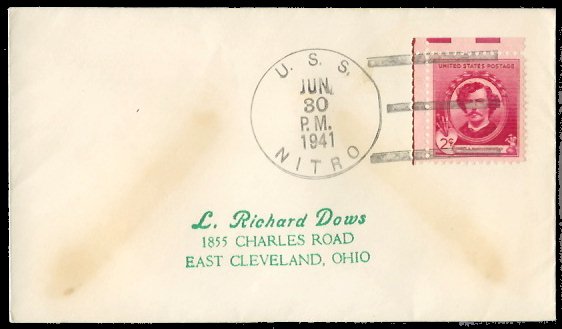 U. S. S.
JUN
30
P.M.
1941
NITRO
UNITED STATES POSTAGE
2¢
L. Richard Dows
1855 CHARLES ROAD
EAST CLEVELAND, OHIO